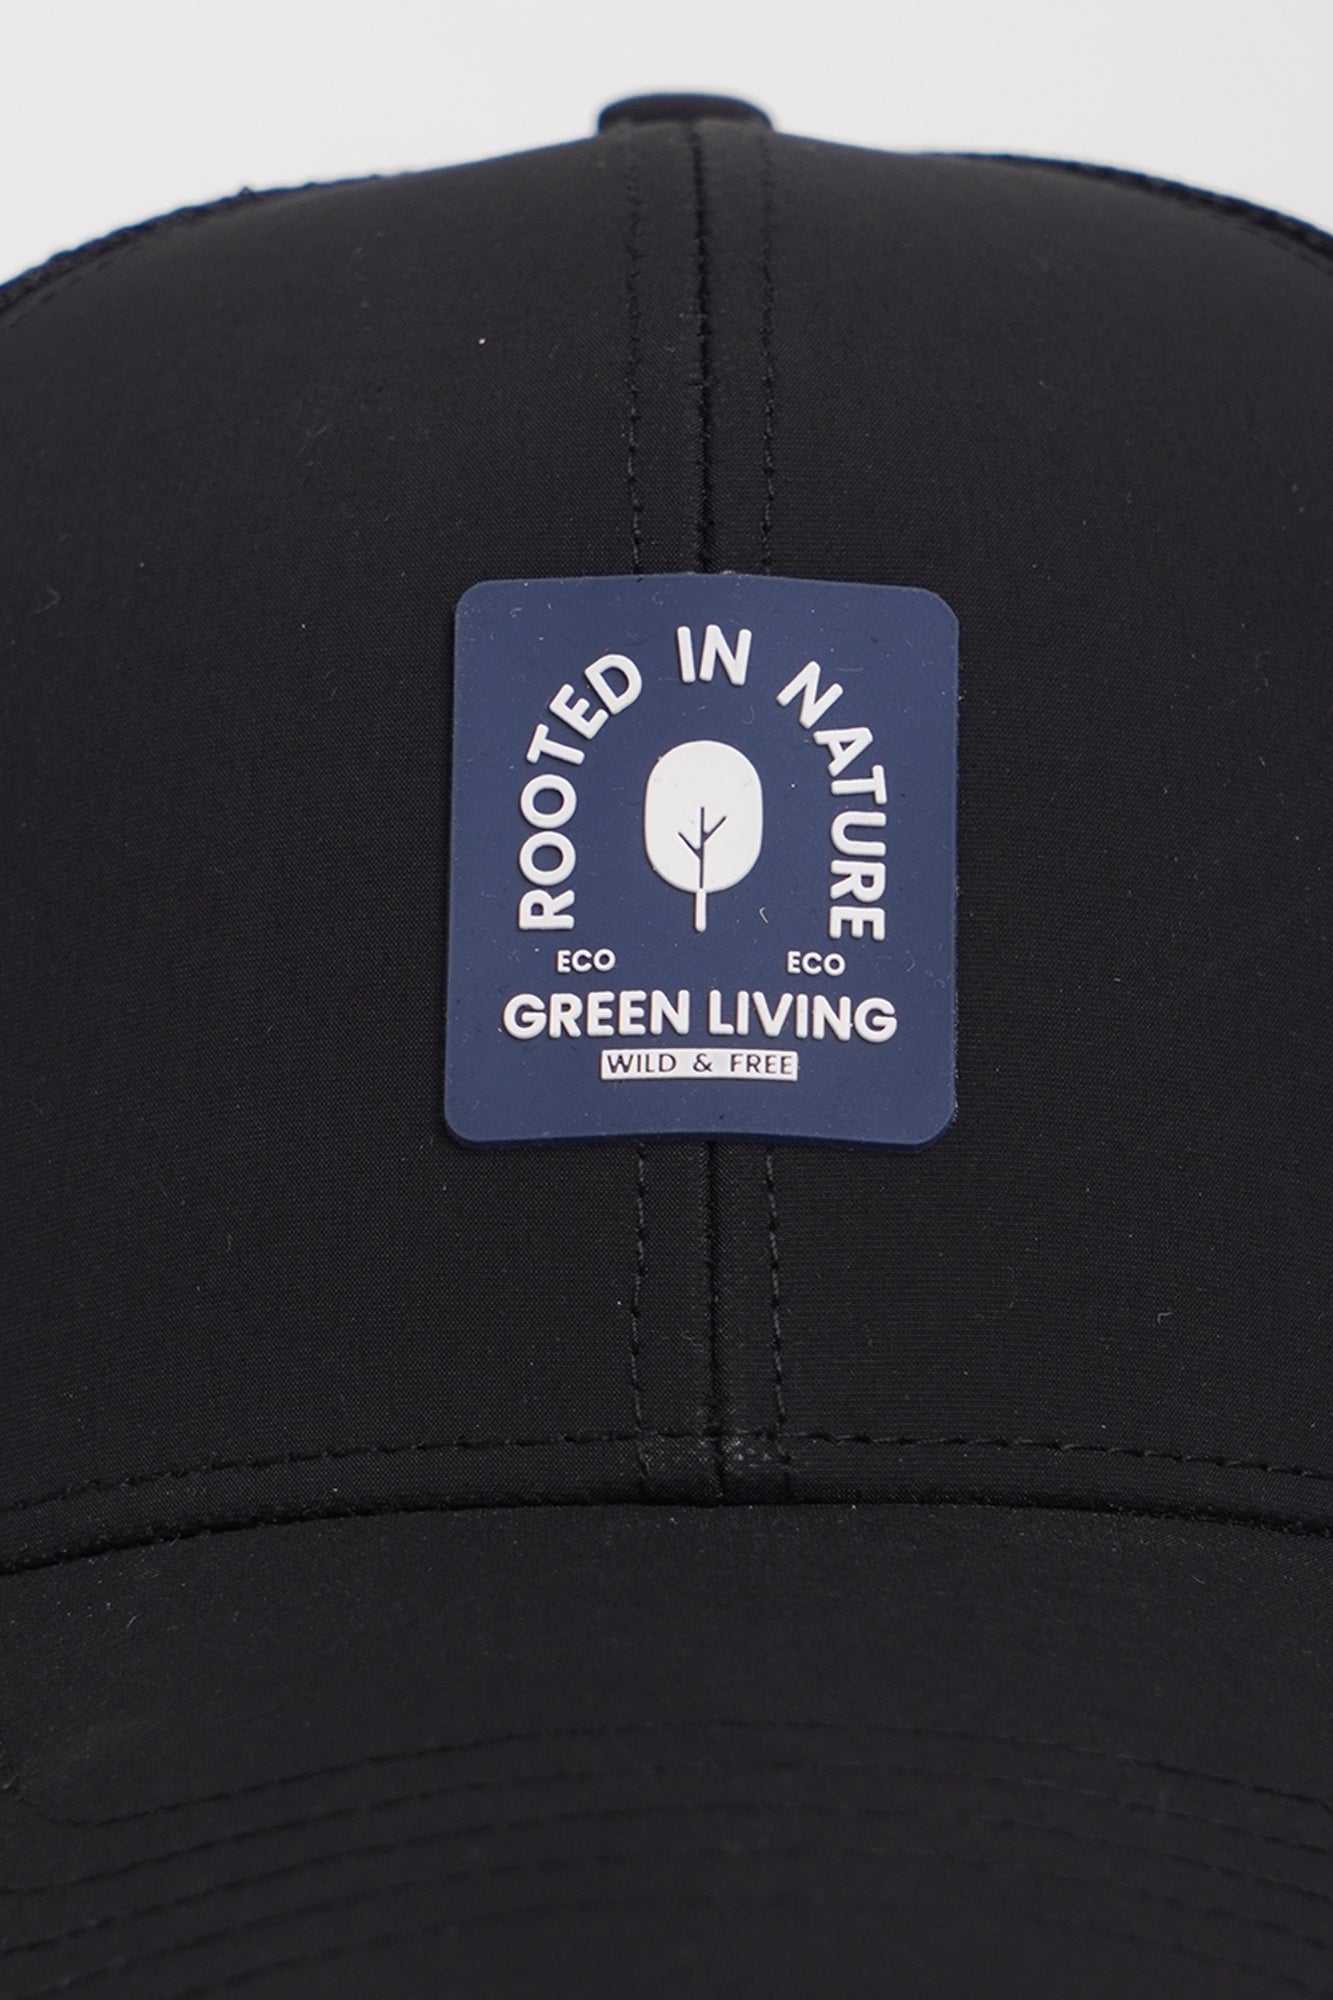 ROOTED IN NATURE
ECO ECO
GREEN LIVING
WILD & FREE